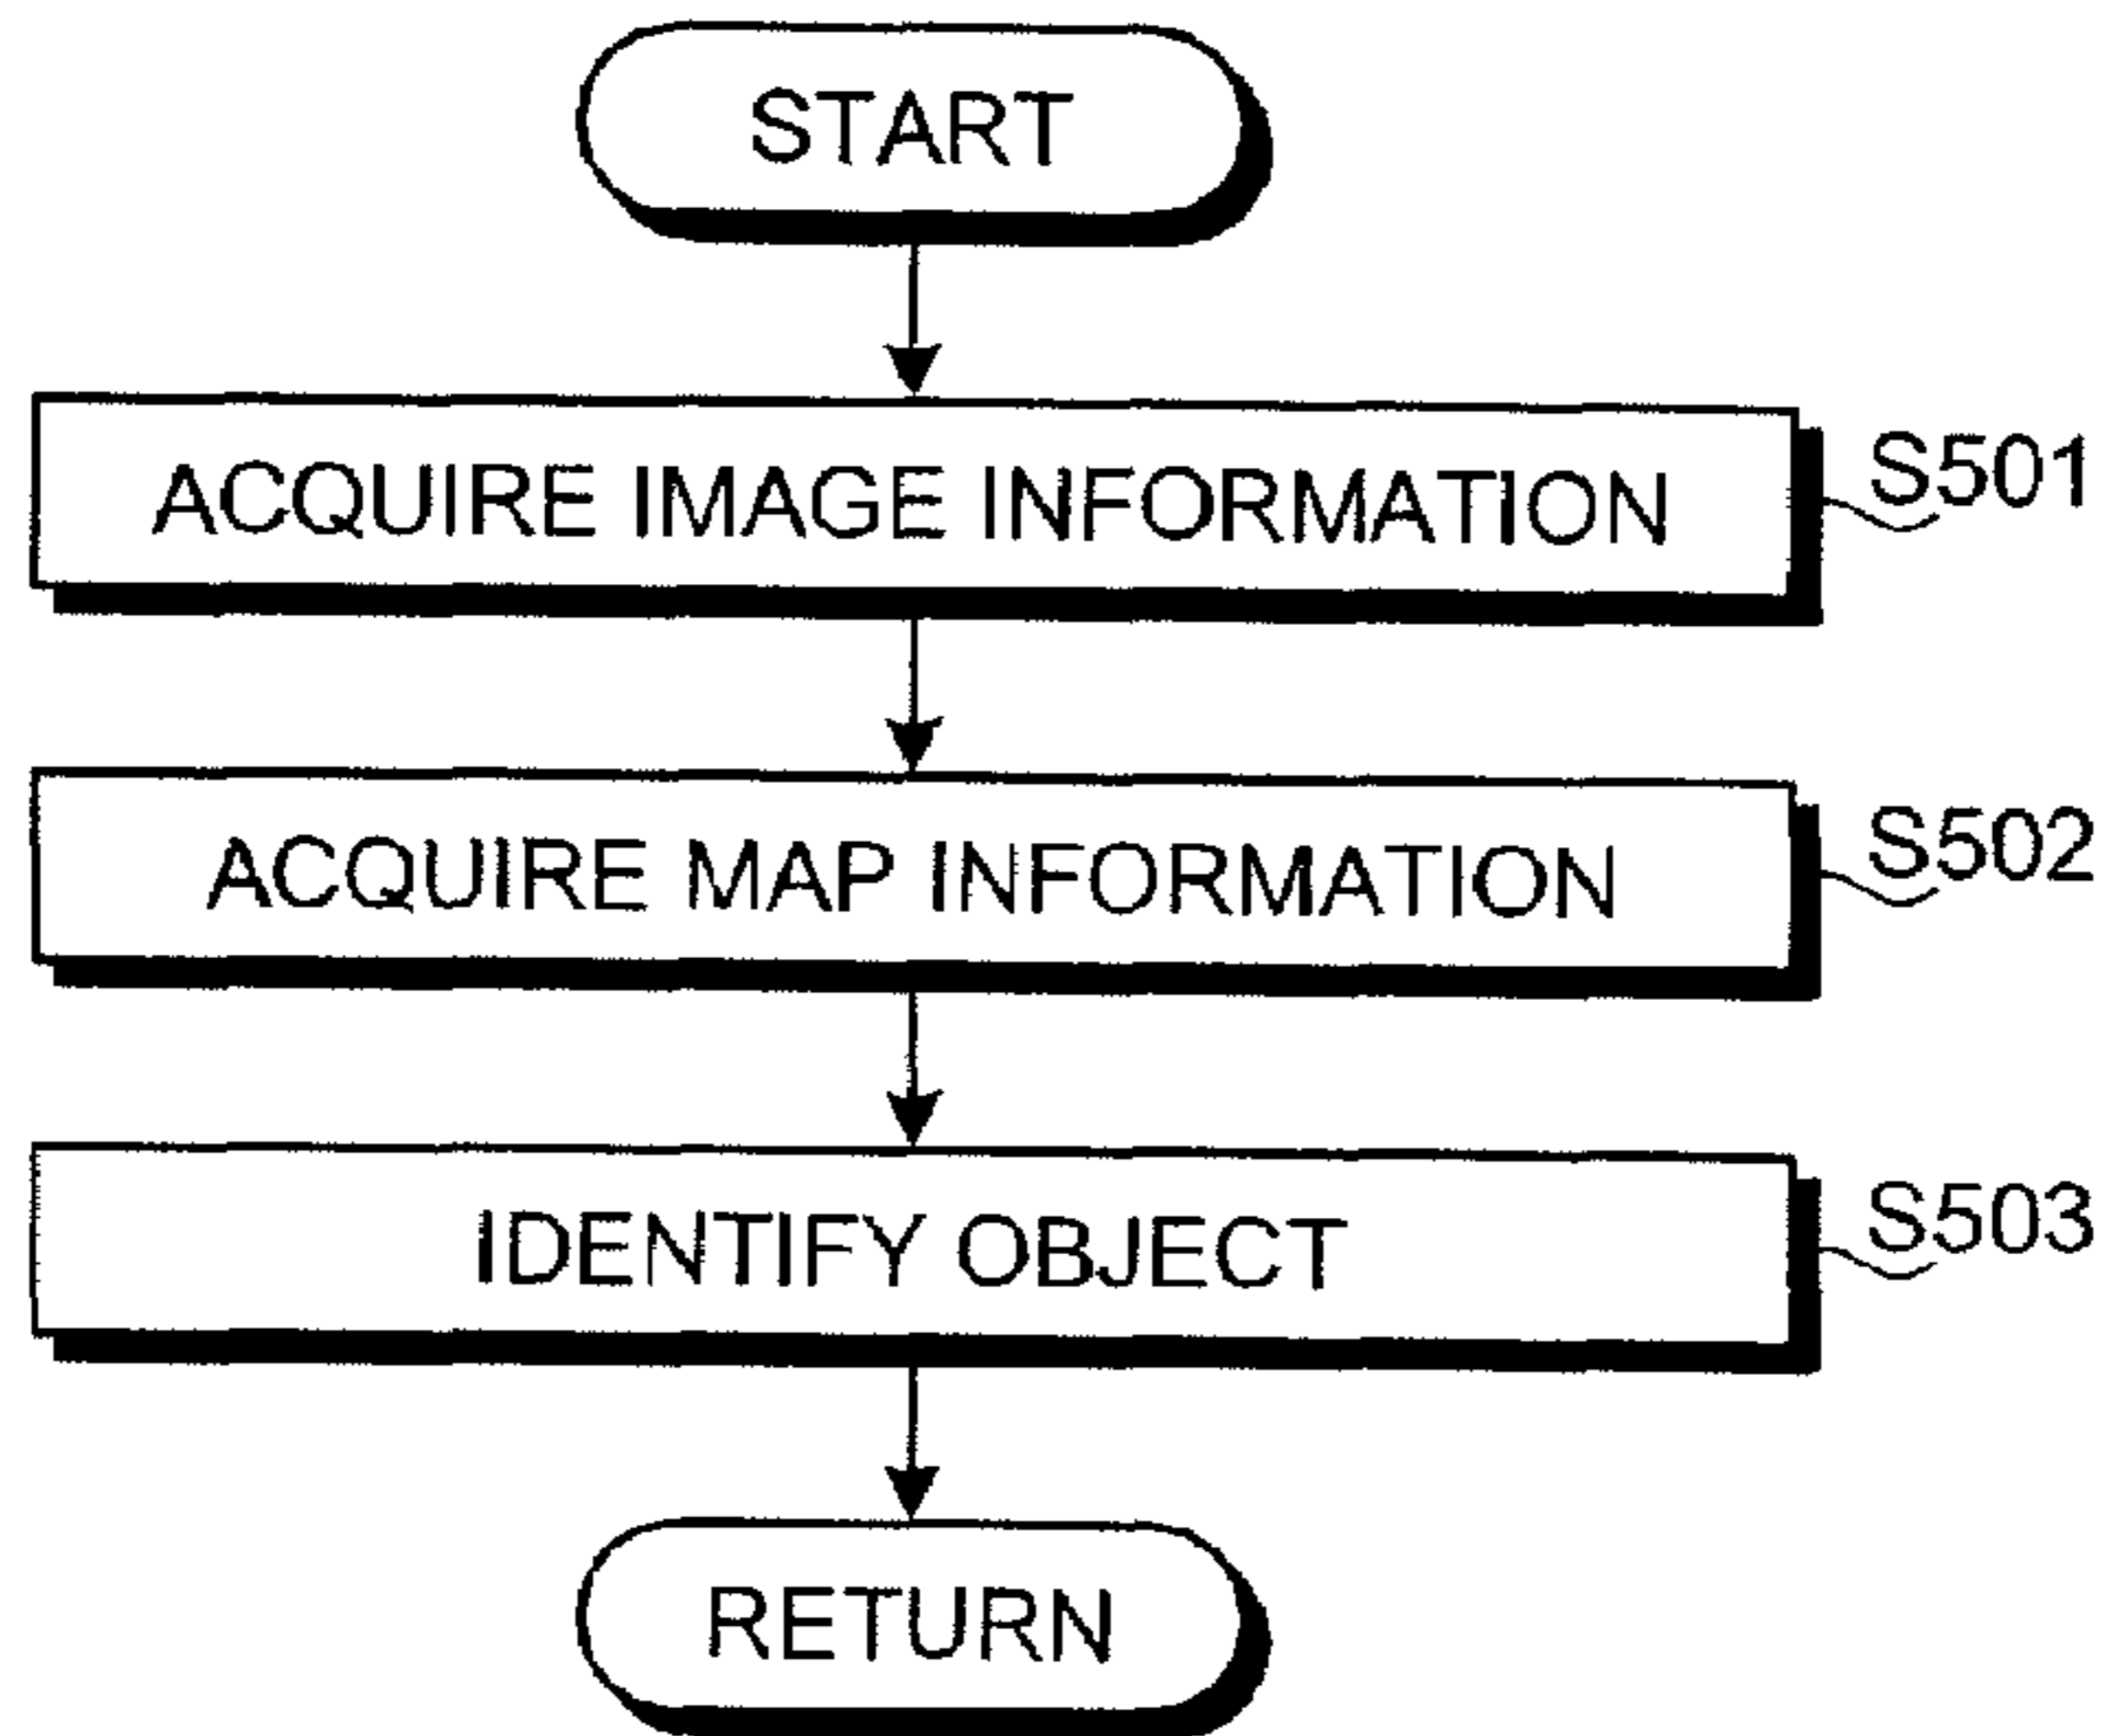 START
ACQUIRE IMAGE INFORMATION S501
ACQUIRE MAP INFORMATION S502
IDENTIFY OBJECT S503
RETURN